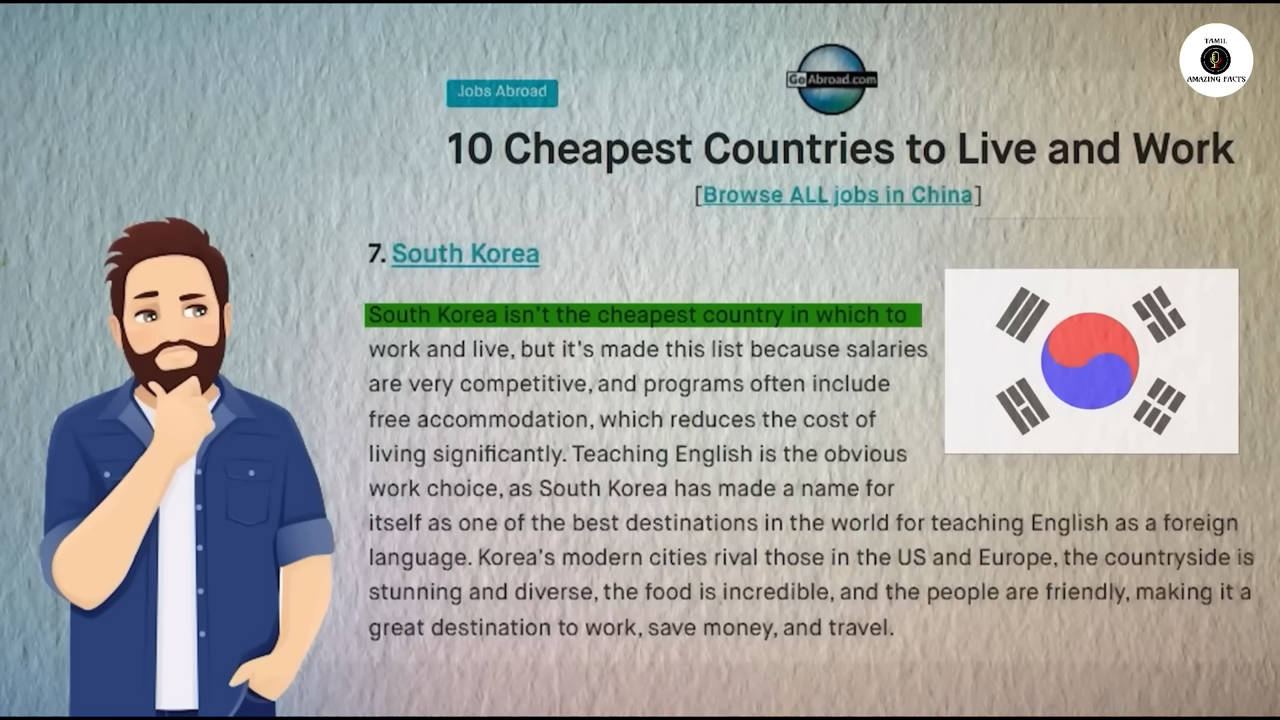 TAMIL
AMAZING FACTS
GoAbroad.com
Jobs Abroad
10 Cheapest Countries to Live and Work
[Browse ALL jobs in China]
7. South Korea
South Korea isn't the cheapest country in which to
work and live, but it's made this list because salaries
are very competitive, and programs often include
free accommodation, which reduces the cost of
living significantly. Teaching English is the obvious
work choice, as South Korea has made a name for
itself as one of the best destinations in the world for teaching English as a foreign
language. Korea's modern cities rival those in the US and Europe, the countryside is
stunning and diverse, the food is incredible, and the people are friendly, making it a
great destination to work, save money, and travel.